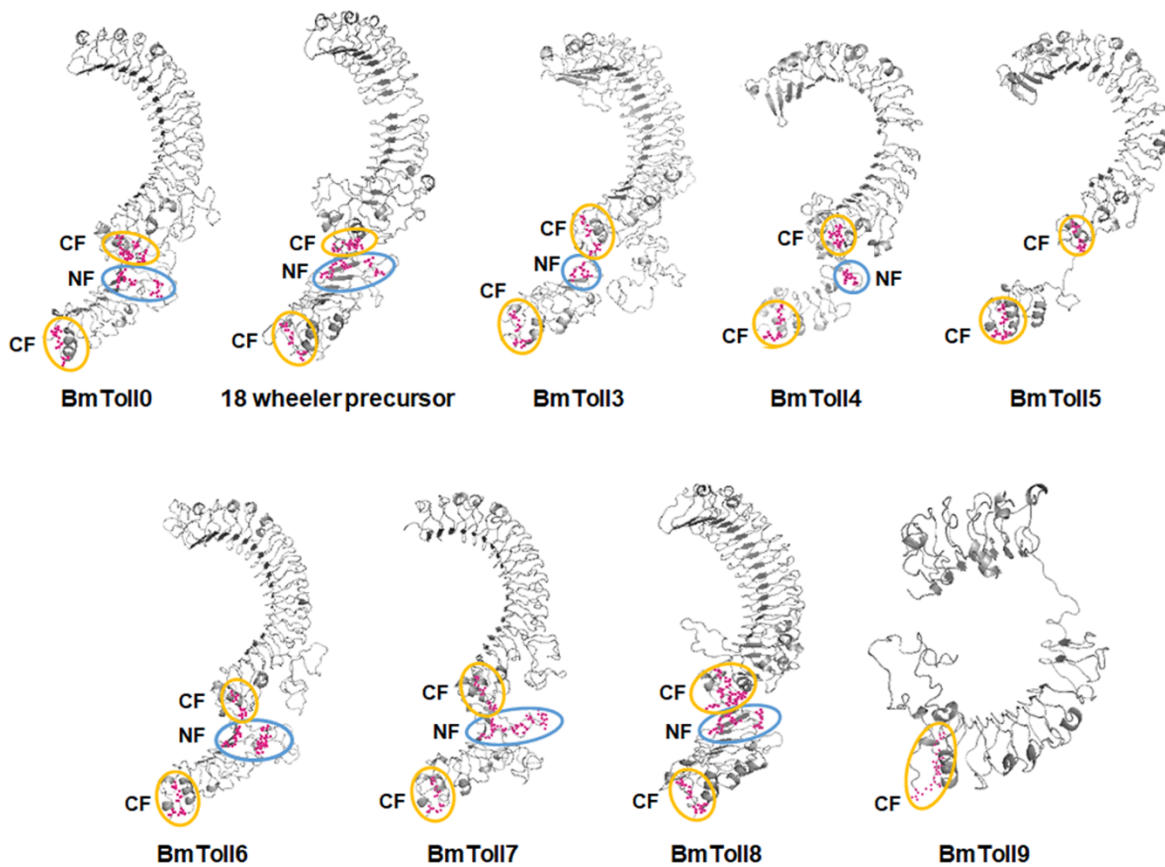 CF
NF
CF
BmToll0
CF
NF
CF
18 wheeler precursor
CF
NF
CF
BmToll3
CF
NF
CF
BmToll4
CF
CF
BmToll5
CF
NF
CF
BmToll6
CF
NF
CF
BmToll7
CF
NF
CF
BmToll8
CF
BmToll9